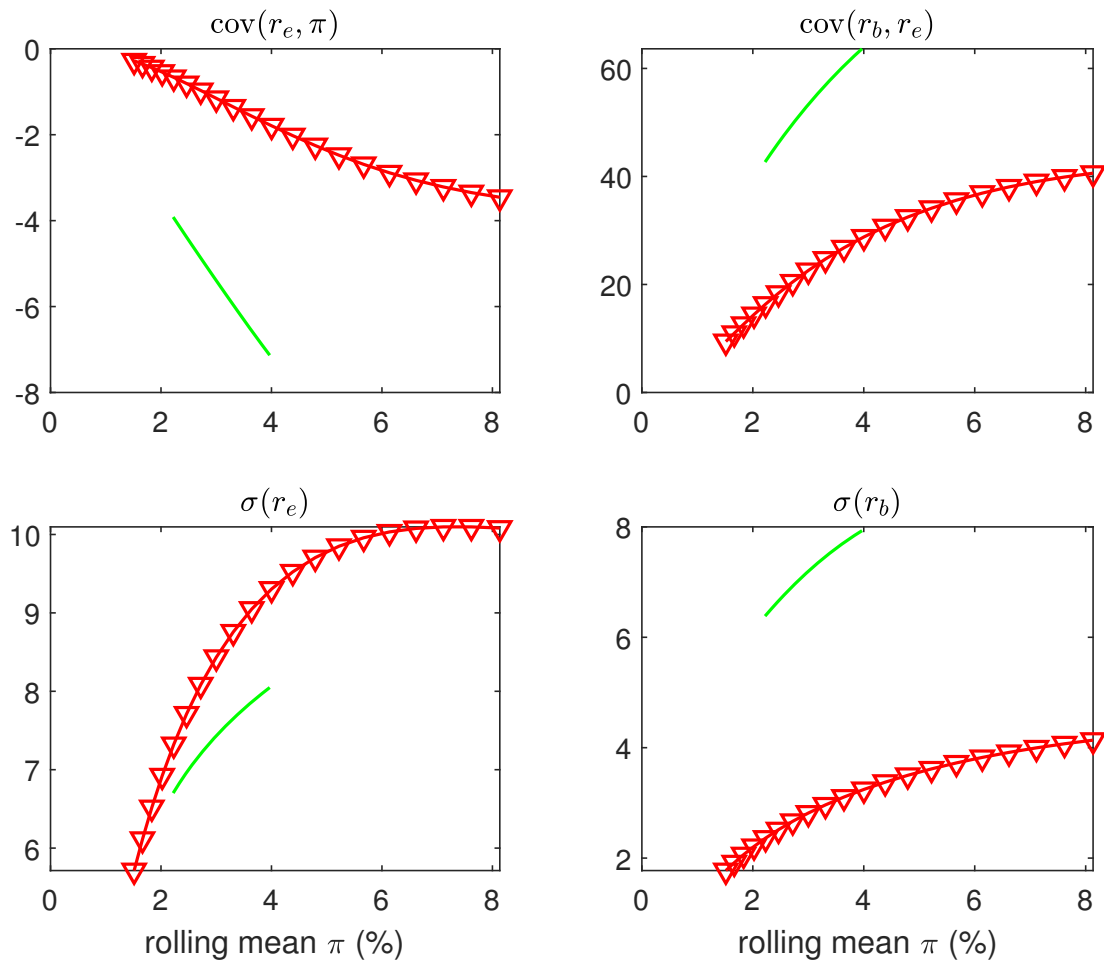 cov(r_e, π)
0
-2
-4
-6
-8
0 2 4 6 8
cov(r_b, r_e)
60
40
20
0
0 2 4 6 8
σ(r_e)
10
9
8
7
6
0 2 4 6 8
rolling mean π (%)
σ(r_b)
8
6
4
2
0 2 4 6 8
rolling mean π (%)